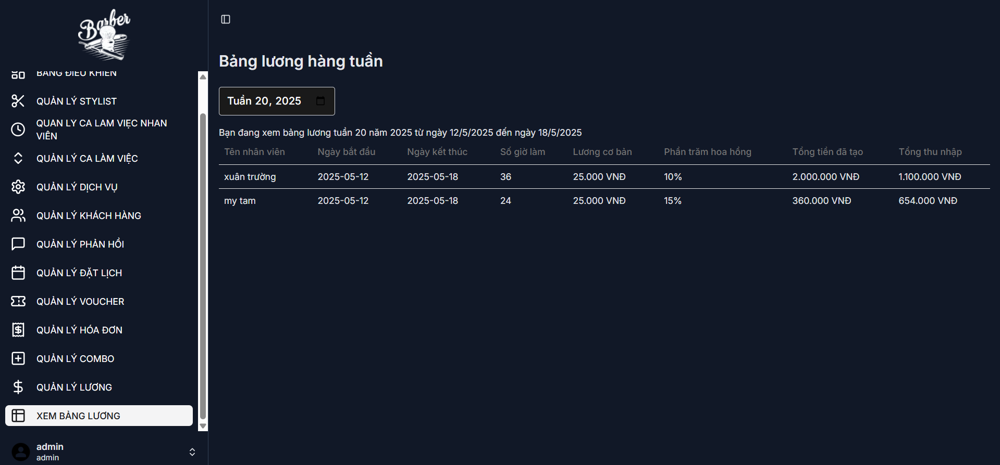 Barber
BẢNG ĐIỀU KHIỂN
QUẢN LÝ STYLIST
QUẢN LÝ CA LÀM VIỆC NHÂN
VIÊN
QUẢN LÝ CA LÀM VIỆC
QUẢN LÝ DỊCH VỤ
QUẢN LÝ KHÁCH HÀNG
QUẢN LÝ PHẢN HỒI
QUẢN LÝ ĐẶT LỊCH
QUẢN LÝ VOUCHER
QUẢN LÝ HÓA ĐƠN
QUẢN LÝ COMBO
QUẢN LÝ LƯƠNG
XEM BẢNG LƯƠNG
admin
admin
Bảng lương hàng tuần
Tuần 20, 2025
Bạn đang xem bảng lương tuần 20 năm 2025 từ ngày 12/5/2025 đến ngày 18/5/2025
Tên nhân viên Ngày bắt đầu Ngày kết thúc Số giờ làm Lương cơ bản Phần trăm hoa hồng Tổng tiền đã tạo Tổng thu nhập
xuân trường 2025-05-12 2025-05-18 36 25.000 VNĐ 10% 2.000.000 VNĐ 1.100.000 VNĐ
my tam 2025-05-12 2025-05-18 24 25.000 VNĐ 15% 360.000 VNĐ 654.000 VNĐ